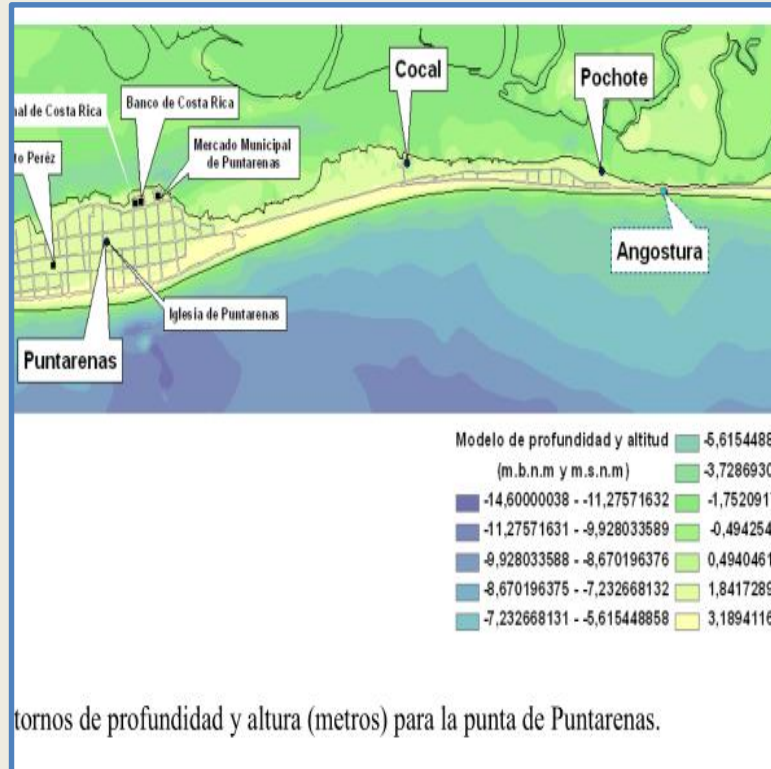 Cocal
Pochote
Banco de Costa Rica
nal de Costa Rica
Mercado Municipal
de Puntarenas
to Peréz
Angostura
Iglesia de Puntarenas
Puntarenas
Modelo de profundidad y altitud
(m.b.n.m y m.s.n.m)
-14,60000038 - -11,27571632
-11,27571631 - -9,928033589
-9,928033588 - -8,670196376
-8,670196375 - -7,232668132
-7,232668131 - -5,615448858
-5,6154488
-3,7286930
-1,7520917
-0,494254
0,4940461
1,8417289
3,1894116
tornos de profundidad y altura (metros) para la punta de Puntarenas.